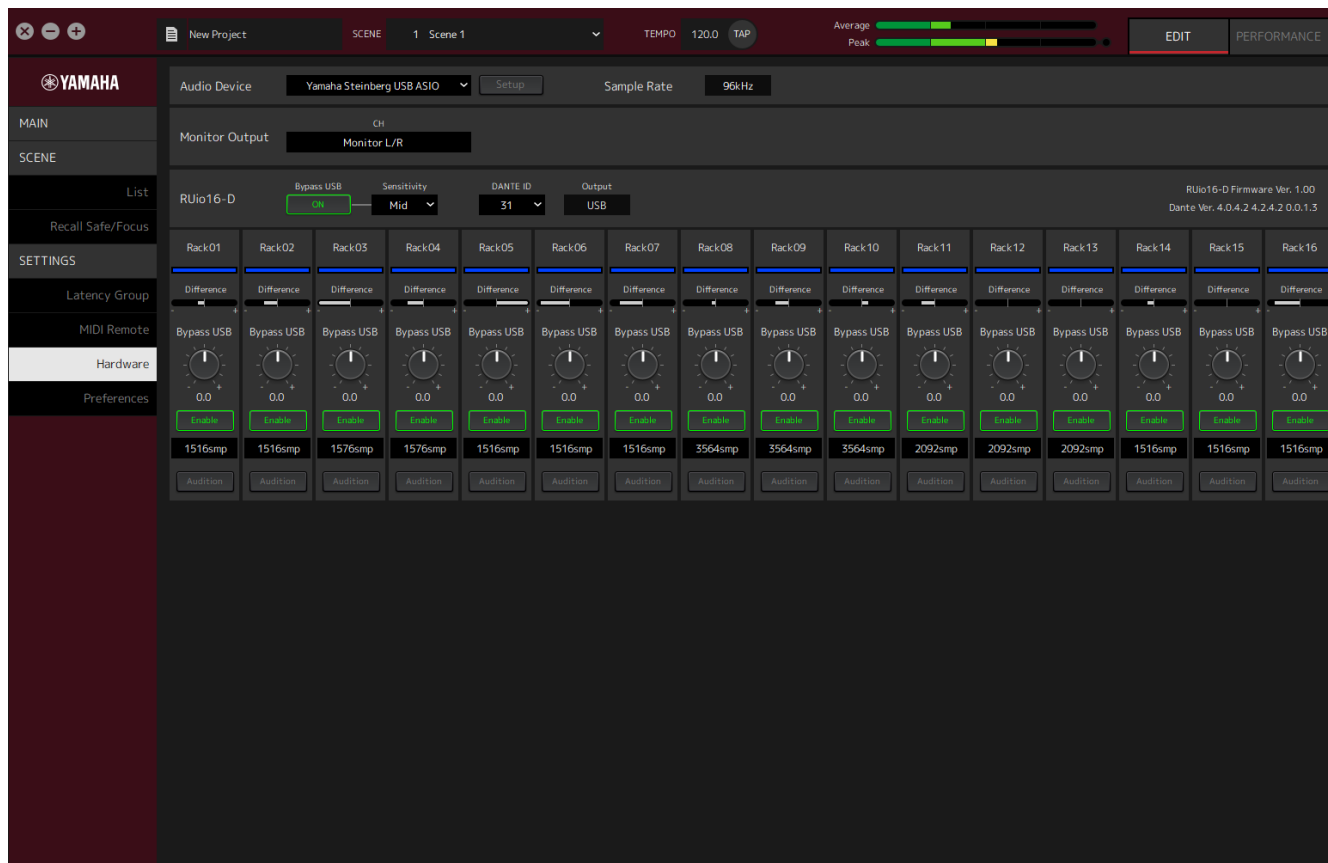 New Project SCENE 1 Scene 1 TEMPO 120.0 TAP Average Peak EDIT PERFORMANCE
YAMAHA
MAIN
SCENE
List
Recall Safe/Focus
SETTINGS
Latency Group
MIDI Remote
Hardware
Preferences
Audio Device Yamaha Steinberg USB ASIO Setup Sample Rate 96kHz
CH
Monitor Output Monitor L/R
Bypass USB Sensitivity DANTE ID Output
RUio16-D ON Mid 31 USB
RUio16-D Firmware Ver. 1.00
Dante Ver. 4.0.4.2 4.2.4.2 0.0.1.3
Rack01 Rack02 Rack03 Rack04 Rack05 Rack06 Rack07 Rack08 Rack09 Rack10 Rack11 Rack12 Rack13 Rack14 Rack15 Rack16
Difference Difference Difference Difference Difference Difference Difference Difference Difference Difference Difference Difference Difference Difference Difference Difference
- + - + - + - + - + - + - + - + - + - + - + - + - + - + - + -
Bypass USB Bypass USB Bypass USB Bypass USB Bypass USB Bypass USB Bypass USB Bypass USB Bypass USB Bypass USB Bypass USB Bypass USB Bypass USB Bypass USB Bypass USB Bypass USB
- + - + - + - + - + - + - + - + - + - + - + - + - + - + - + - +
0.0 0.0 0.0 0.0 0.0 0.0 0.0 0.0 0.0 0.0 0.0 0.0 0.0 0.0 0.0 0.0
Enable Enable Enable Enable Enable Enable Enable Enable Enable Enable Enable Enable Enable Enable Enable Enable
1516smp 1516smp 1576smp 1576smp 1516smp 1516smp 1516smp 3564smp 3564smp 3564smp 2092smp 2092smp 2092smp 1516smp 1516smp 1516smp
Audition Audition Audition Audition Audition Audition Audition Audition Audition Audition Audition Audition Audition Audition Audition Audition